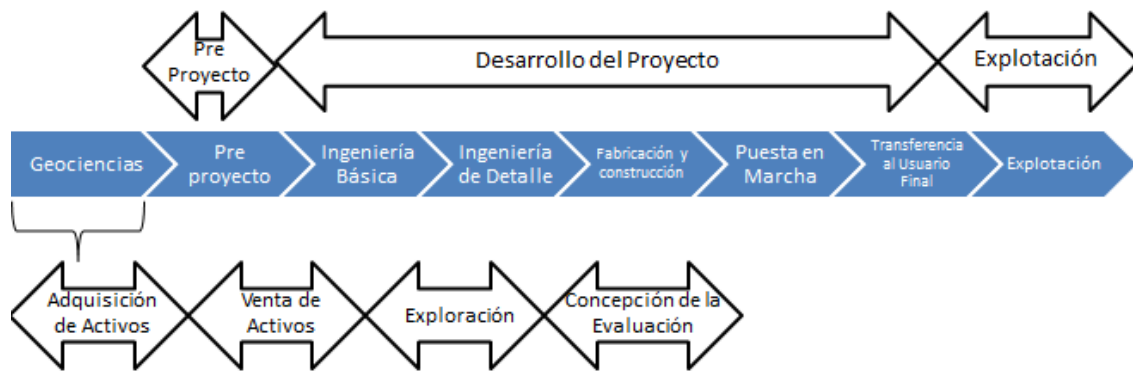 Pre
Proyecto
Desarrollo del Proyecto
Explotación
Geociencias
Pre
proyecto
Ingeniería
Básica
Ingeniería
de Detalle
Fabricación y
construcción
Puesta en
Marcha
Transferencia
al Usuario
Final
Explotación
Adquisición
de Activos
Venta de
Activos
Exploración
Concepción de la
Evaluación